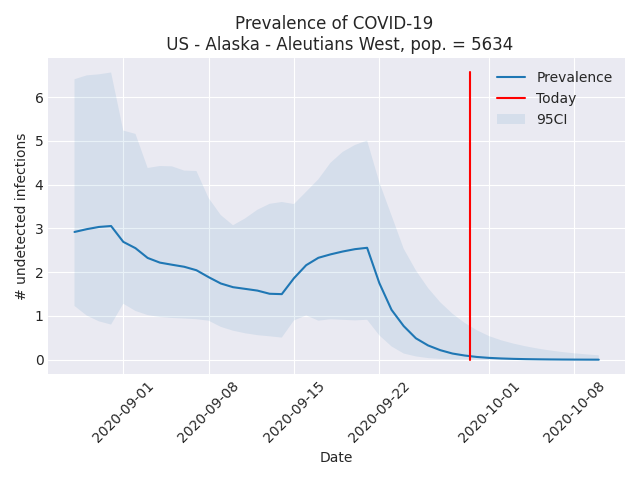 Prevalence of COVID-19
US - Alaska - Aleutians West, pop. = 5634
Prevalence
Today
95CI
# undetected infections
6
5
4
3
2
1
0
2020-09-01
2020-09-08
2020-09-15
2020-09-22
2020-10-01
2020-10-08
Date